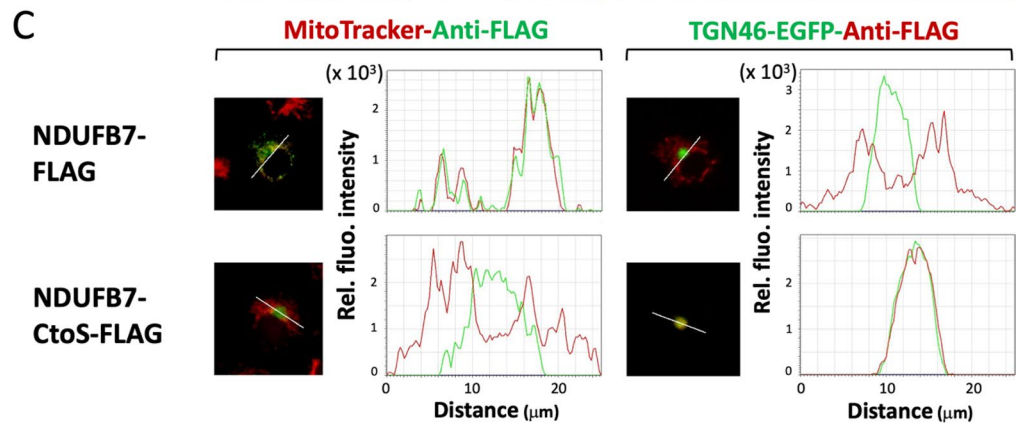 C
MitoTracker-Anti-FLAG
TGN46-EGFP-Anti-FLAG
(x 10³)
(x 10³)
NDUFB7-
FLAG
Rel. fluo. intensity
2
1
0
Rel. fluo. intensity
3
2
1
0
NDUFB7-
CtoS-FLAG
2
1
0
2
1
0
0
10
20
0
10
20
Distance (μm)
Distance (μm)